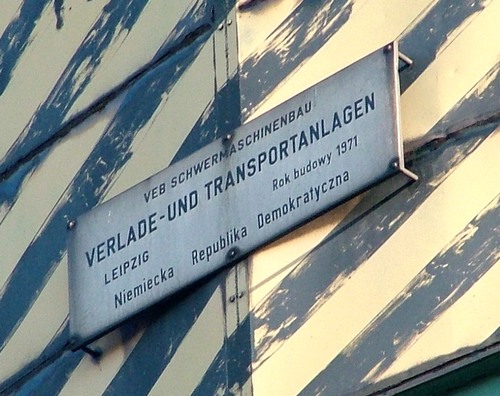 VEB SCHWERMASCHINENBAU
VERLADE-UND TRANSPORTANLAGEN
LEIPZIG Rok budowy 1971
Niemiecka Republika Demokratyczna